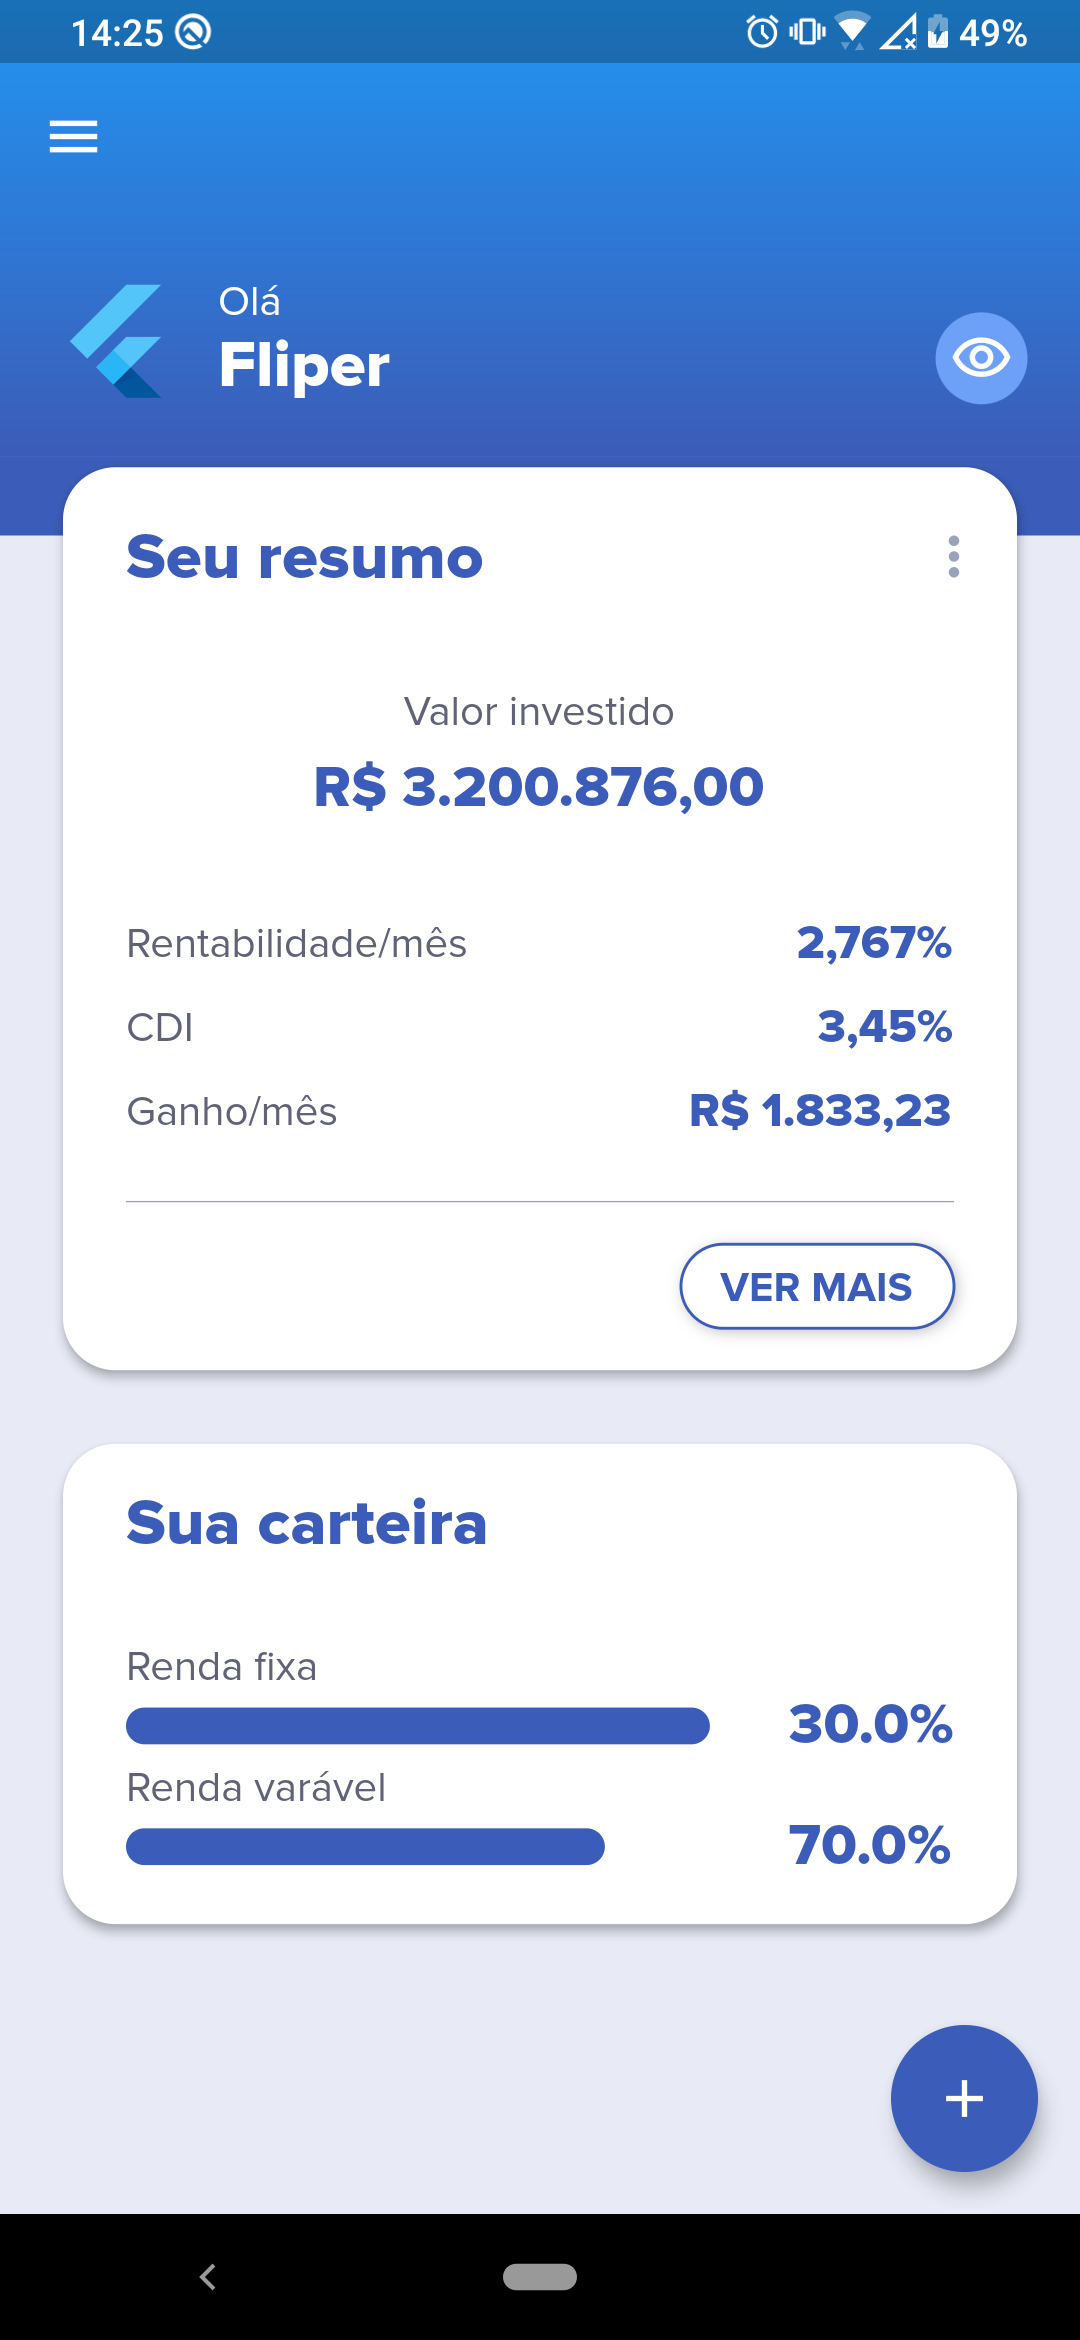 14:25 49%
Olá
Fliper
Seu resumo
Valor investido
R$ 3.200.876,00
Rentabilidade/mês 2,767%
CDI 3,45%
Ganho/mês R$ 1.833,23
VER MAIS
Sua carteira
Renda fixa
30.0%
Renda varável
70.0%